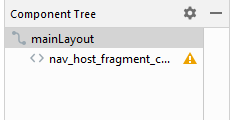 Component Tree
mainLayout
<> nav_host_fragment_c...